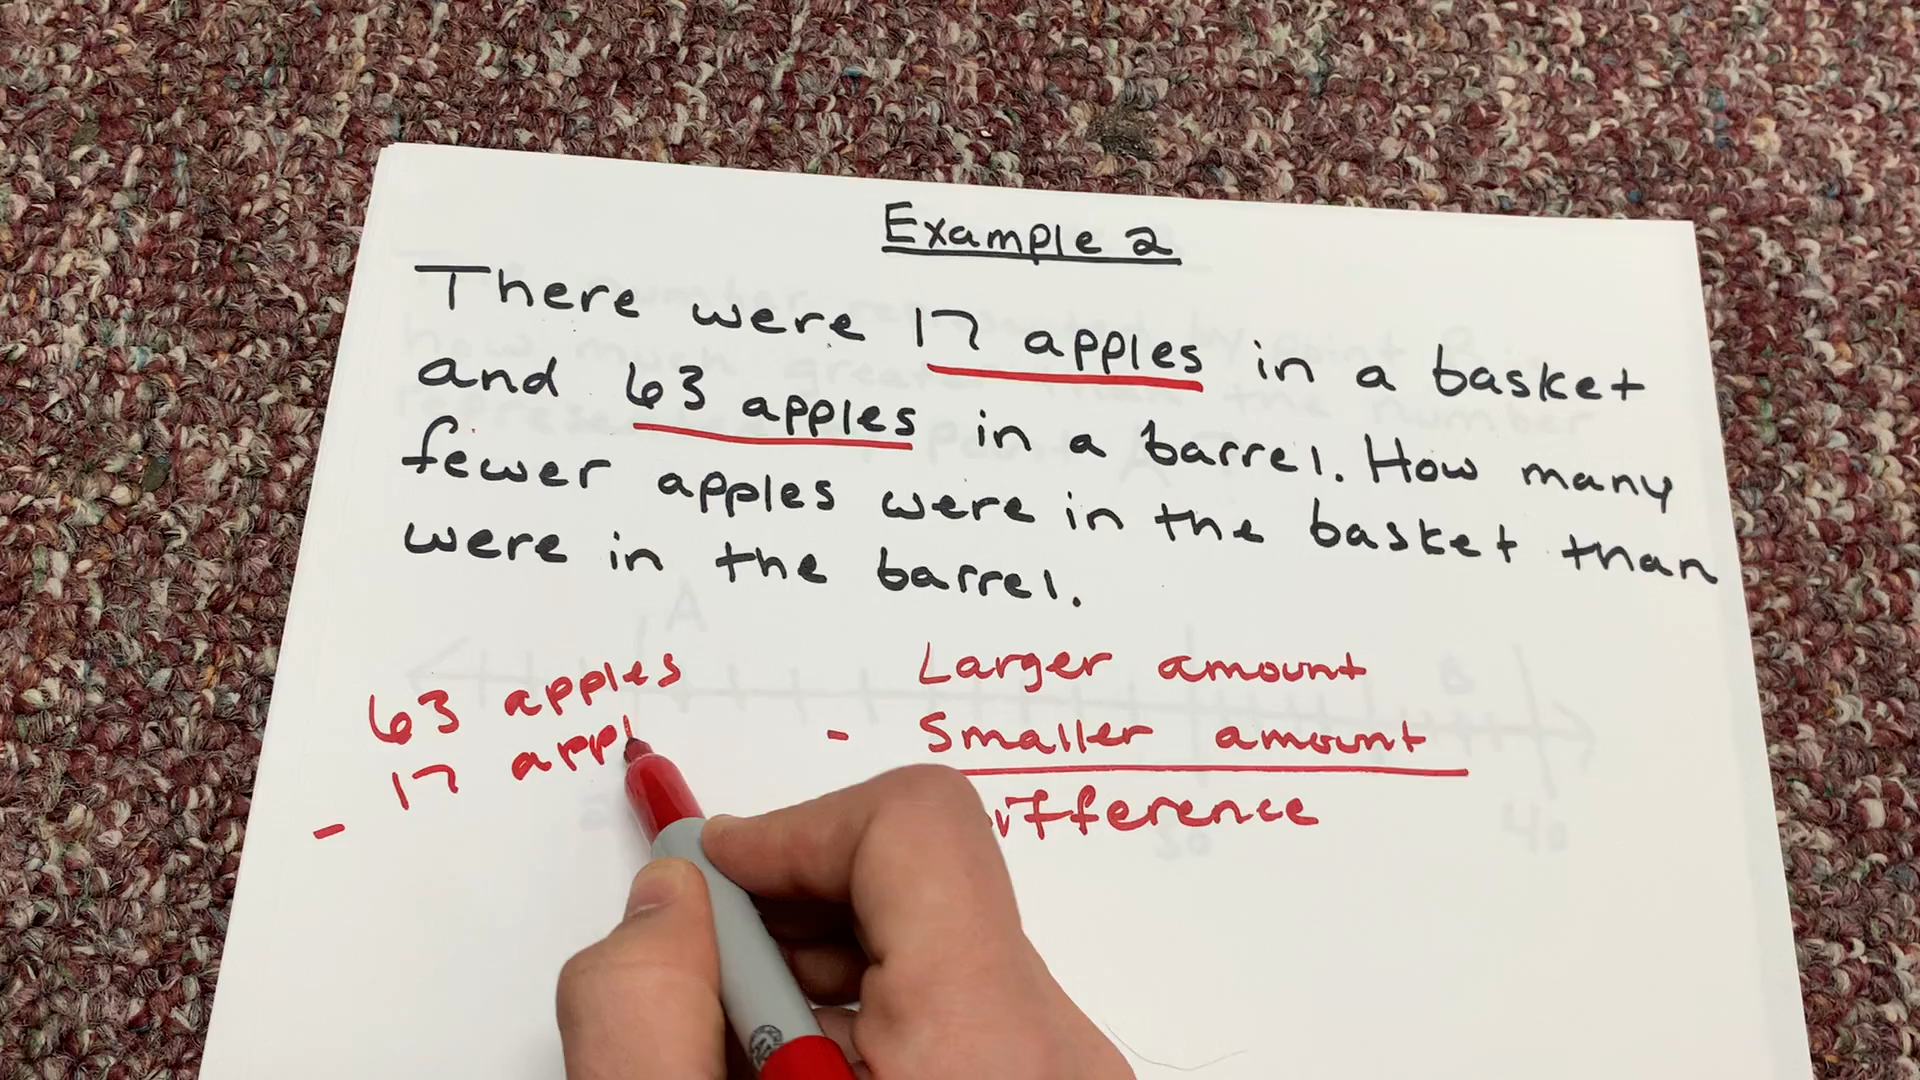 Example 2
There were 17 apples in a basket
and 63 apples in a barrel. How many
fewer apples were in the basket than
were in the barrel.
63 apples
- 17 appl
Larger amount
- Smaller amount
ifference